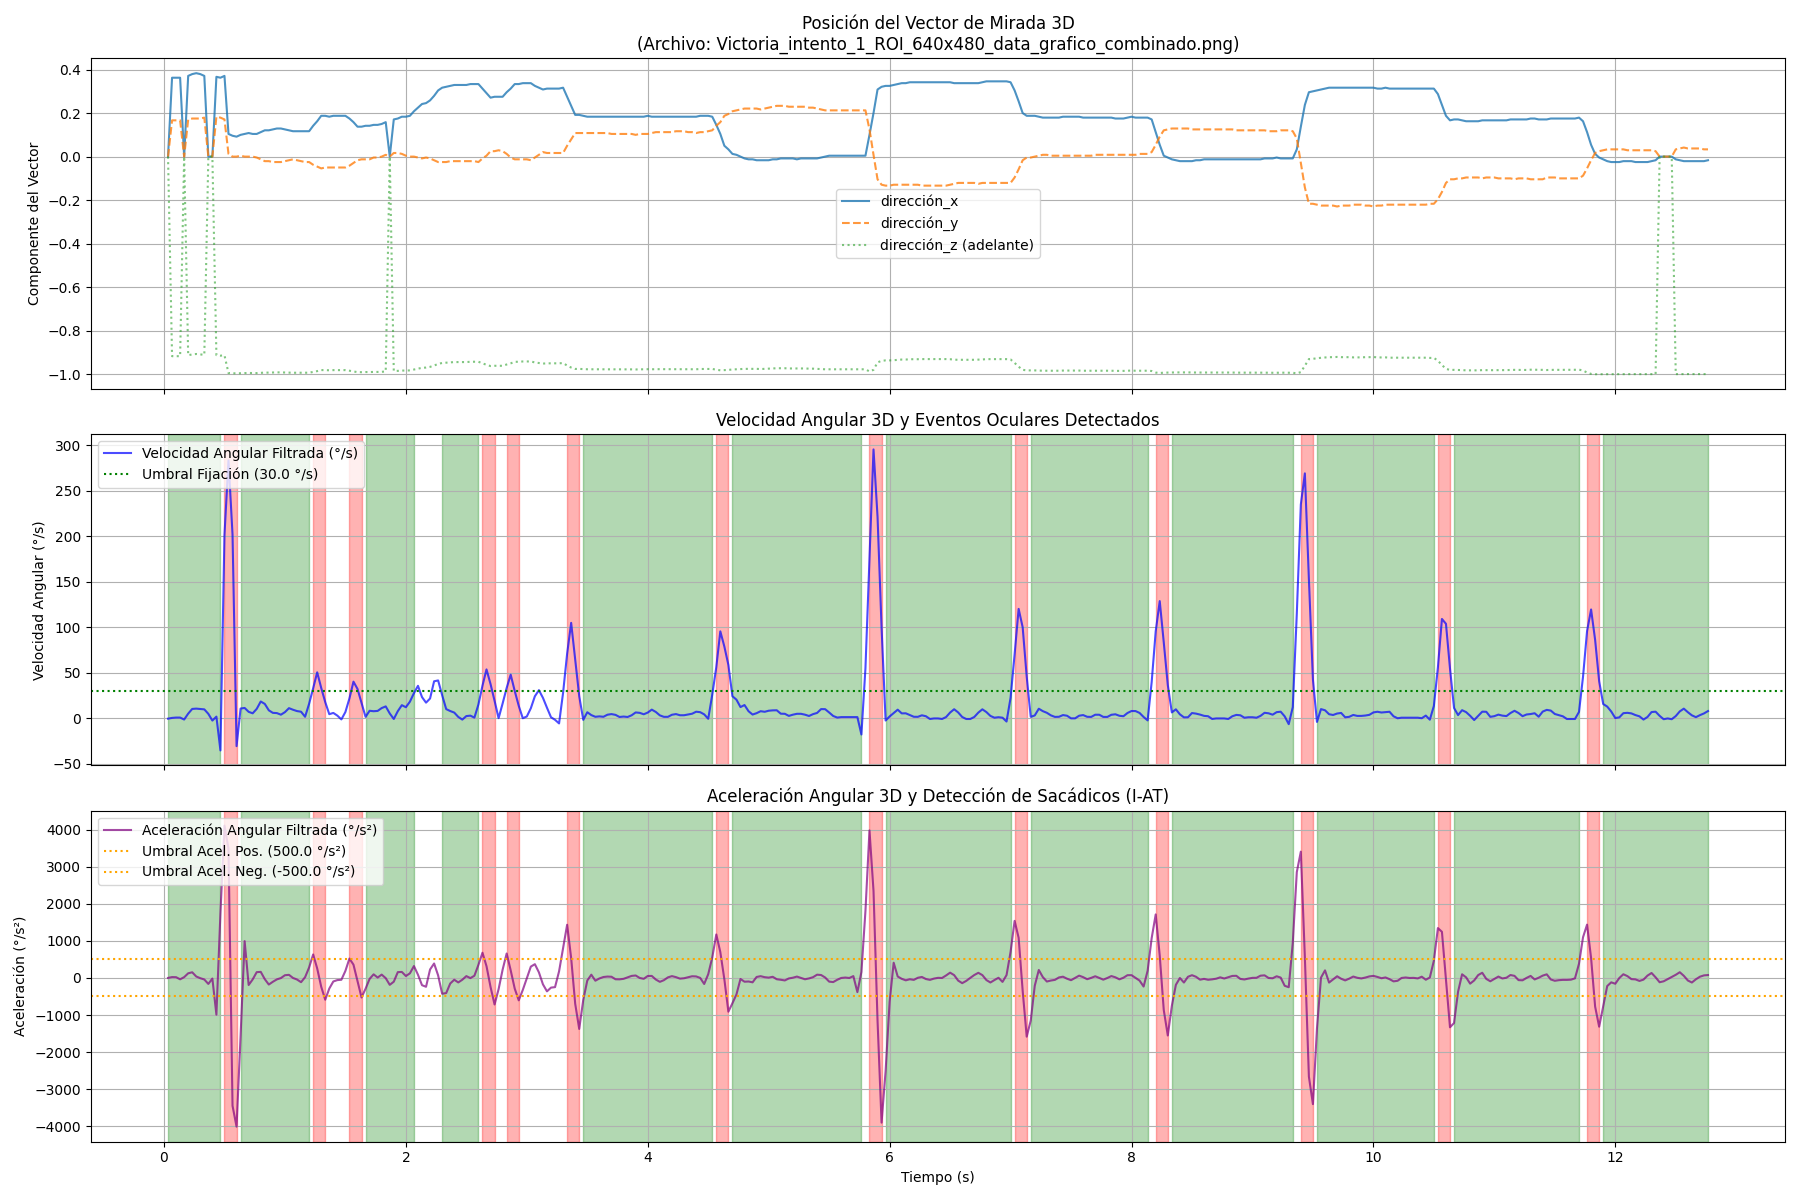 Posición del Vector de Mirada 3D
(Archivo: Victoria_intento_1_ROI_640x480_data_grafico_combinado.png)
Componente del Vector
0.4
0.2
0.0
−0.2
−0.4
−0.6
−0.8
−1.0
dirección_x
dirección_y
dirección_z (adelante)
Velocidad Angular 3D y Eventos Oculares Detectados
Velocidad Angular (°/s)
300
250
200
150
100
50
0
−50
Velocidad Angular Filtrada (°/s)
Umbral Fijación (30.0 °/s)
Aceleración Angular 3D y Detección de Sacádicos (I-AT)
Aceleración (°/s²)
4000
3000
2000
1000
0
−1000
−2000
−3000
−4000
Aceleración Angular Filtrada (°/s²)
Umbral Acel. Pos. (500.0 °/s²)
Umbral Acel. Neg. (-500.0 °/s²)
0 2 4 6 8 10 12
Tiempo (s)